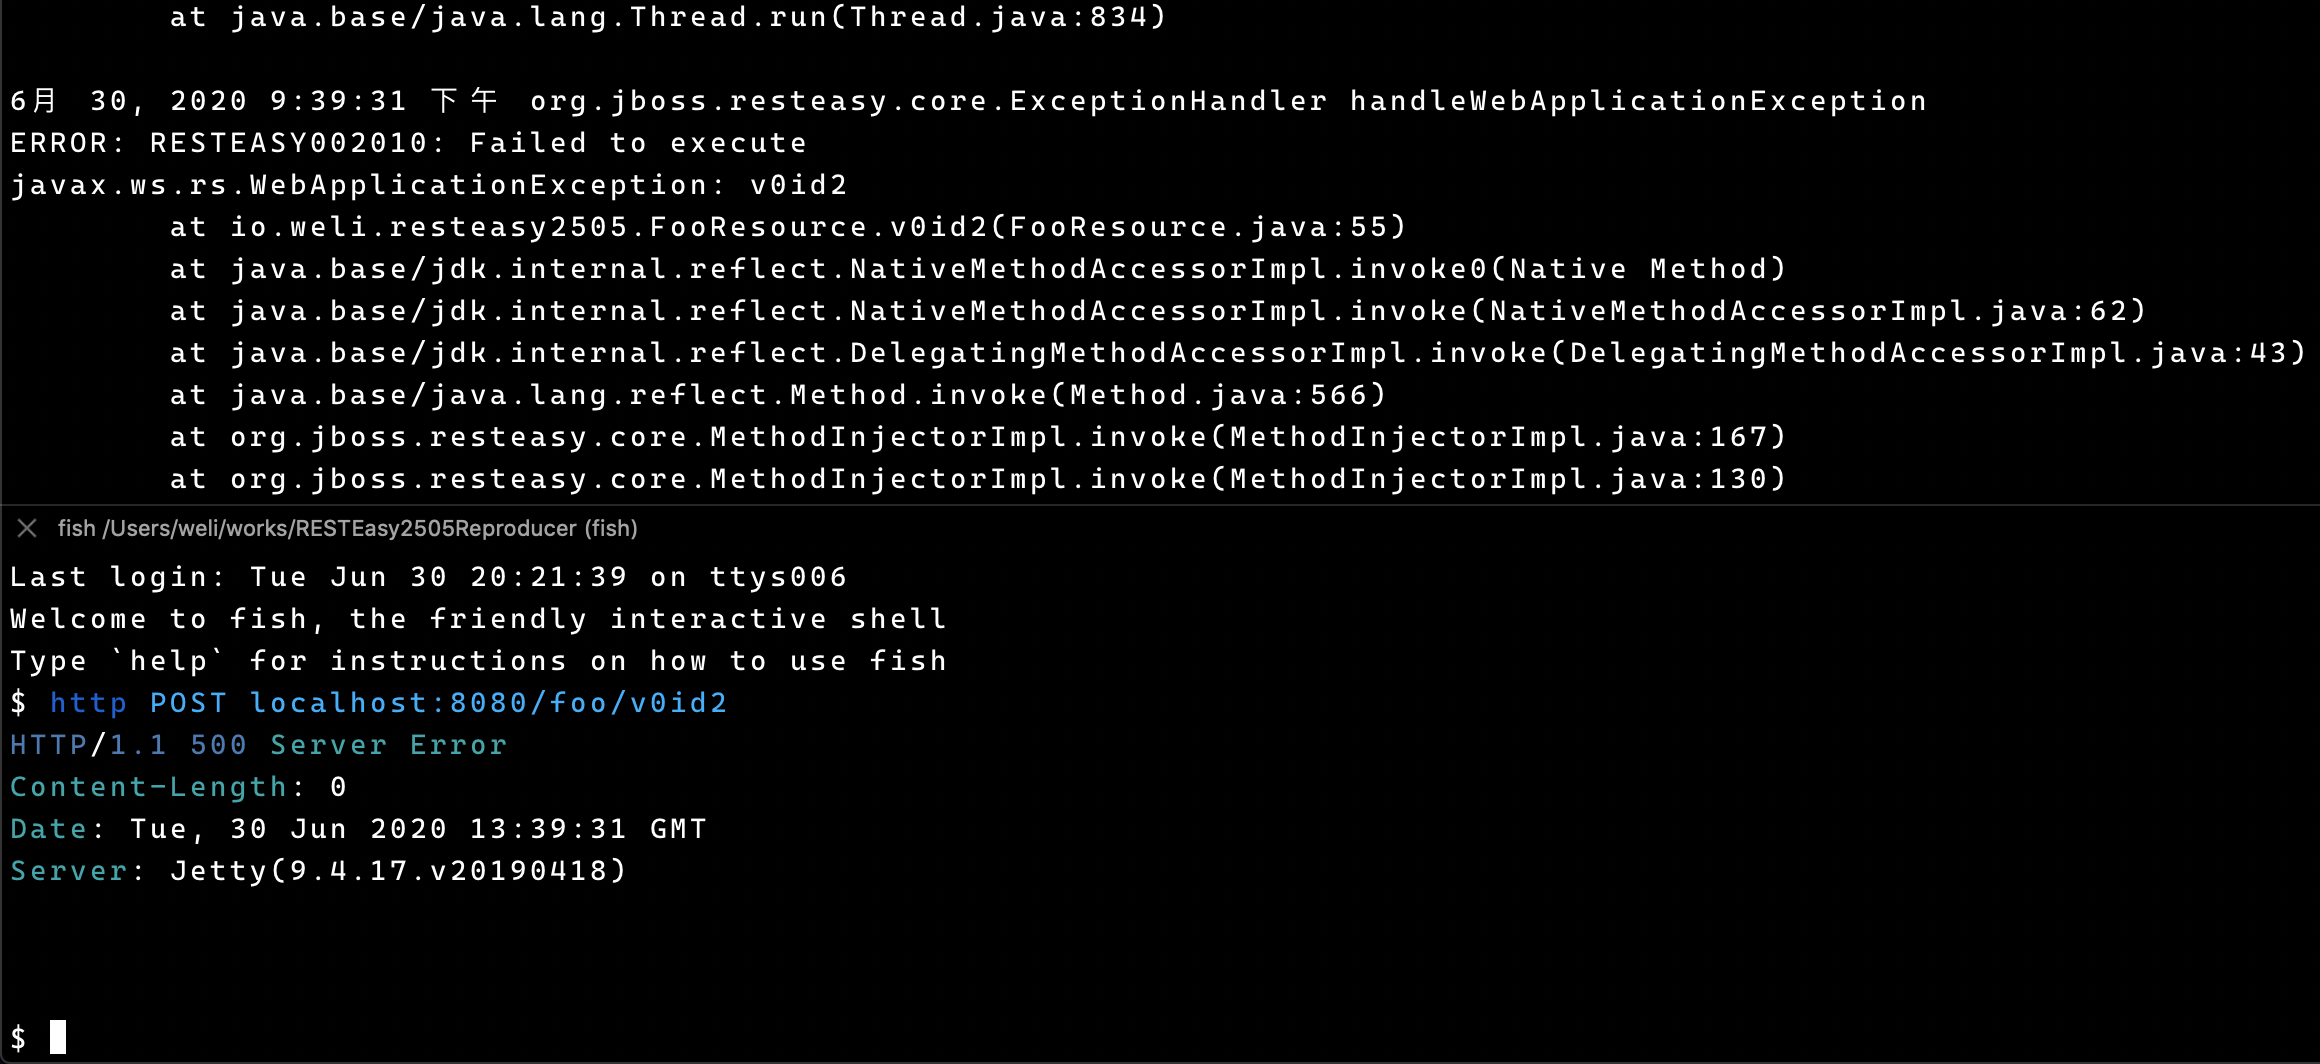 at java.base/java.lang.Thread.run(Thread.java:834)
6月 30, 2020 9:39:31 下午 org.jboss.resteasy.core.ExceptionHandler handleWebApplicationException
ERROR: RESTEASY002010: Failed to execute
javax.ws.rs.WebApplicationException: v0id2
at io.weli.resteasy2505.FooResource.v0id2(FooResource.java:55)
at java.base/jdk.internal.reflect.NativeMethodAccessorImpl.invoke0(Native Method)
at java.base/jdk.internal.reflect.NativeMethodAccessorImpl.invoke(NativeMethodAccessorImpl.java:62)
at java.base/jdk.internal.reflect.DelegatingMethodAccessorImpl.invoke(DelegatingMethodAccessorImpl.java:43)
at java.base/java.lang.reflect.Method.invoke(Method.java:566)
at org.jboss.resteasy.core.MethodInjectorImpl.invoke(MethodInjectorImpl.java:167)
at org.jboss.resteasy.core.MethodInjectorImpl.invoke(MethodInjectorImpl.java:130)
fish /Users/weli/works/RESTEasy2505Reproducer (fish)
Last login: Tue Jun 30 20:21:39 on ttys006
Welcome to fish, the friendly interactive shell
Type `help` for instructions on how to use fish
$ http POST localhost:8080/foo/v0id2
HTTP/1.1 500 Server Error
Content-Length: 0
Date: Tue, 30 Jun 2020 13:39:31 GMT
Server: Jetty(9.4.17.v20190418)
$